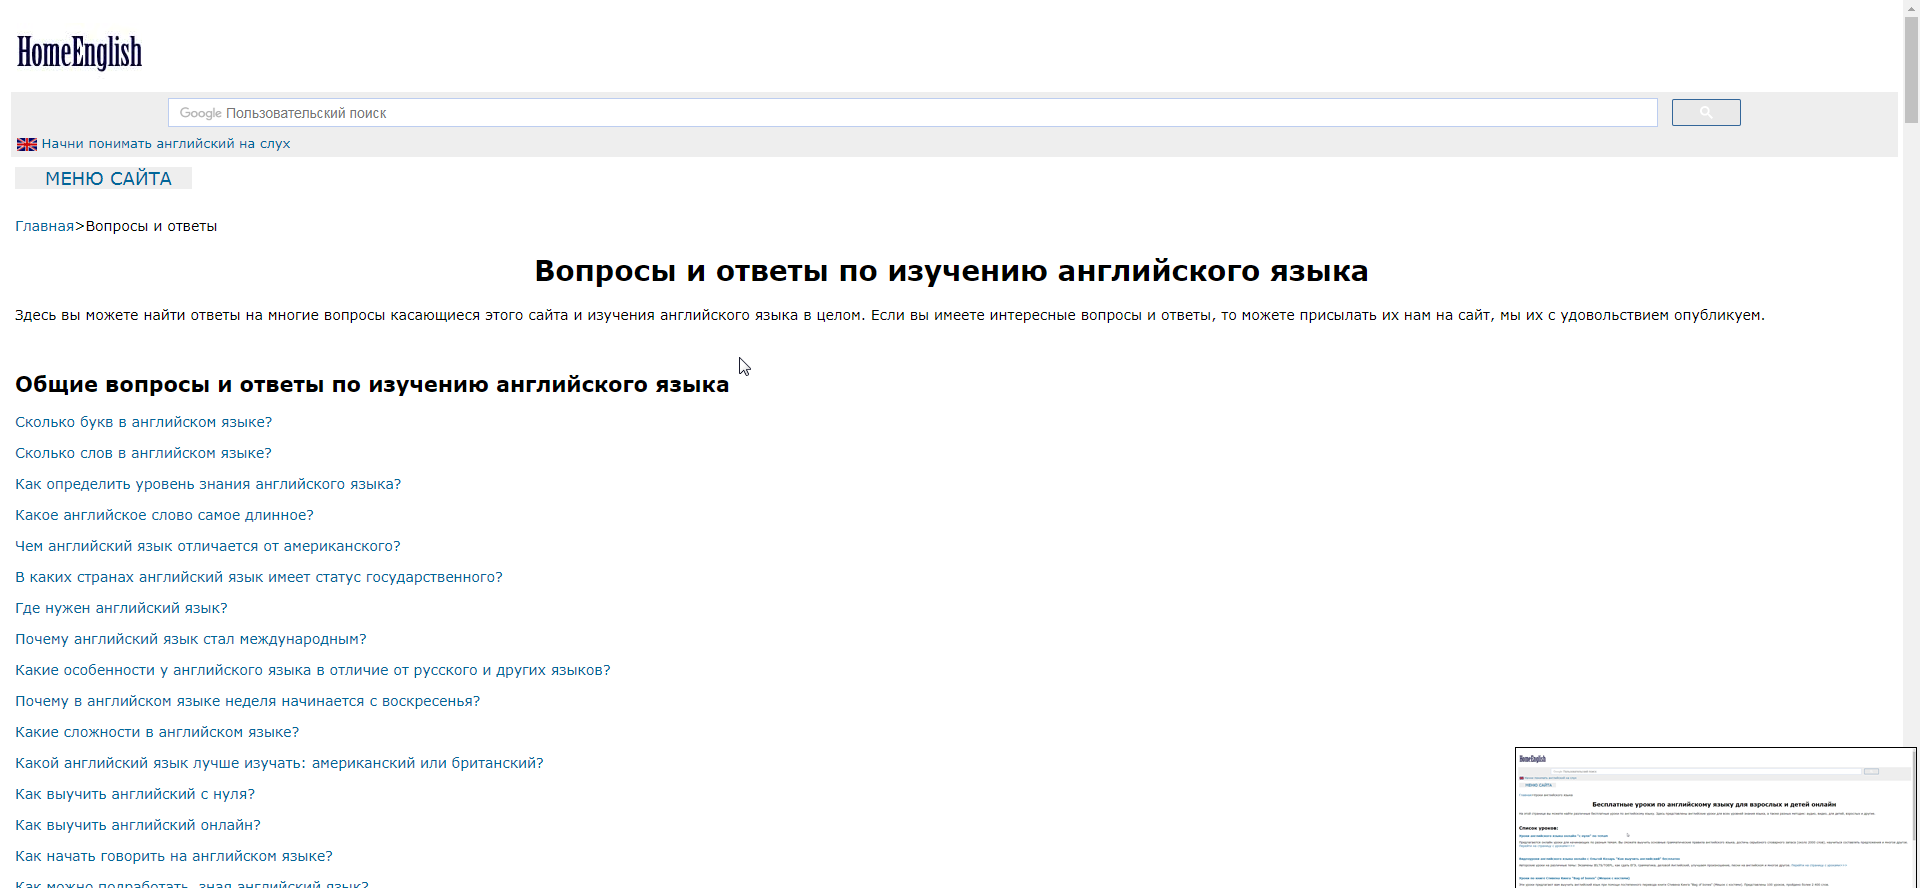 HomeEnglish
Google Пользовательский поиск
Начни понимать английский на слух
МЕНЮ САЙТА
Главная>Вопросы и ответы
Вопросы и ответы по изучению английского языка
Здесь вы можете найти ответы на многие вопросы касающиеся этого сайта и изучения английского языка в целом. Если вы имеете интересные вопросы и ответы, то можете присылать их нам на сайт, мы их с удовольствием опубликуем.
Общие вопросы и ответы по изучению английского языка
Сколько букв в английском языке?
Сколько слов в английском языке?
Как определить уровень знания английского языка?
Какое английское слово самое длинное?
Чем английский язык отличается от американского?
В каких странах английский язык имеет статус государственного?
Где нужен английский язык?
Почему английский язык стал международным?
Какие особенности у английского языка в отличие от русского и других языков?
Почему в английском языке неделя начинается с воскресенья?
Какие сложности в английском языке?
Какой английский язык лучше изучать: американский или британский?
Как выучить английский с нуля?
Как выучить английский онлайн?
Как начать говорить на английском языке?
Как можно подработать, зная английский язык?
HomeEnglish
МЕНЮ САЙТА
Бесплатные уроки по английскому языку для взрослых и детей онлайн
Список уроков: